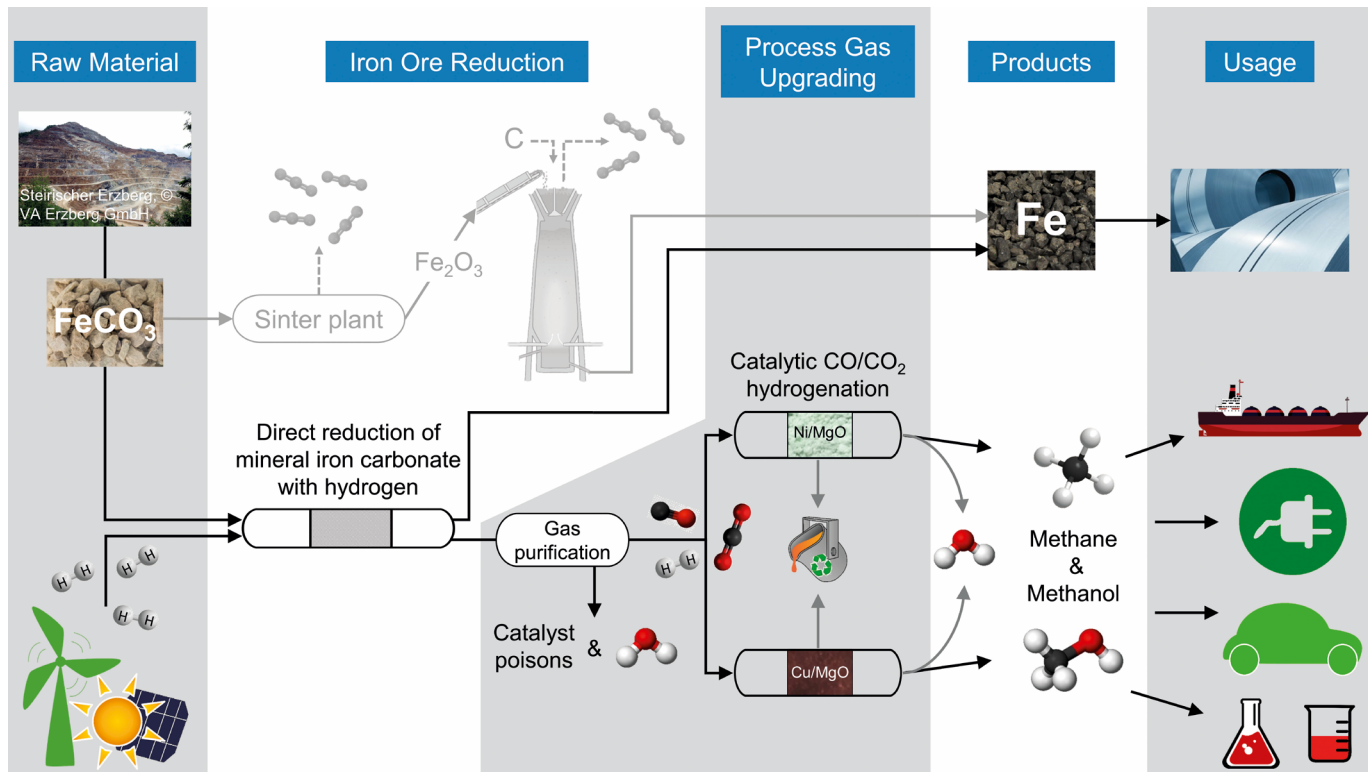 Raw Material
Iron Ore Reduction
Process Gas
Upgrading
Products
Usage
Steirischer Erzberg, ©
VA Erzberg GmbH
FeCO₃
Sinter plant
Fe₂O₃
C
Fe
Direct reduction of
mineral iron carbonate
with hydrogen
H H
H H
H H
Gas
purification
Catalyst
poisons
&
H H
Catalytic CO/CO₂
hydrogenation
Ni/MgO
Cu/MgO
Methane
&
Methanol